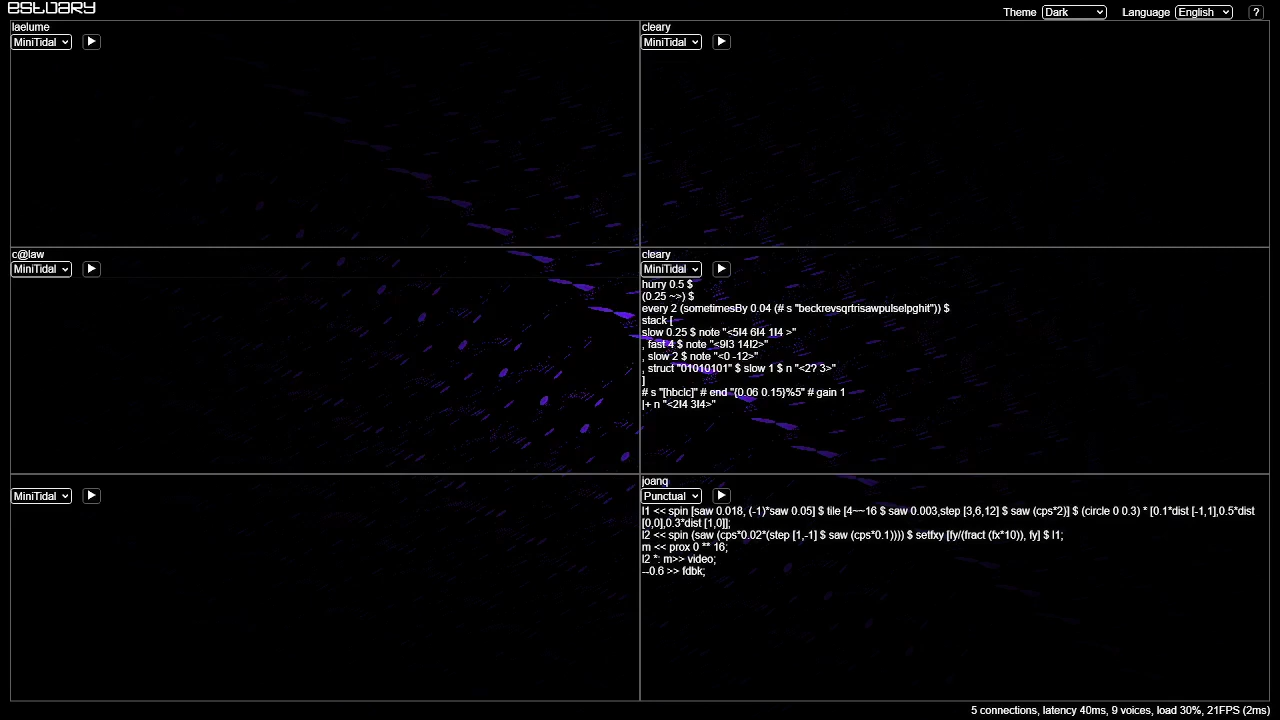 estuary
Theme Dark Language English ?
laelume
MiniTidal
cleary
MiniTidal
c@law
MiniTidal
cleary
MiniTidal
hurry 0.5 $
(0.25 ~>) $
every 2 (sometimesBy 0.04 (# s "beckrevsqrtrisawpulselpghit")) $
stack [
slow 0.25 $ note "<5!4 6!4 1!4 >"
, fast 4 $ note "<9!3 14!2>"
, slow 2 $ note "<0 -12>"
, struct "01010101" $ slow 1 $ n "<2? 3>"
]
# s "[hbclc]" # end "{0.06 0.15}%5" # gain 1
|+ n "<2!4 3!4>"
MiniTidal
joanq
Punctual
l1 << spin [saw 0.018, (-1)*saw 0.05] $ tile [4~~16 $ saw 0.003,step [3,6,12] $ saw (cps*2)] $ (circle 0 0.3) * [0.1*dist [-1,1],0.5*dist
[0,0],0.3*dist [1,0]];
l2 << spin (saw (cps*0.02*(step [1,-1] $ saw (cps*0.1)))) $ setfxy [fy/(fract (fx*10)), fy] $ l1;
m << prox 0 ** 16;
l2 *: m>> video;
--0.6 >> fdbk;
5 connections, latency 40ms, 9 voices, load 30%, 21FPS (2ms)